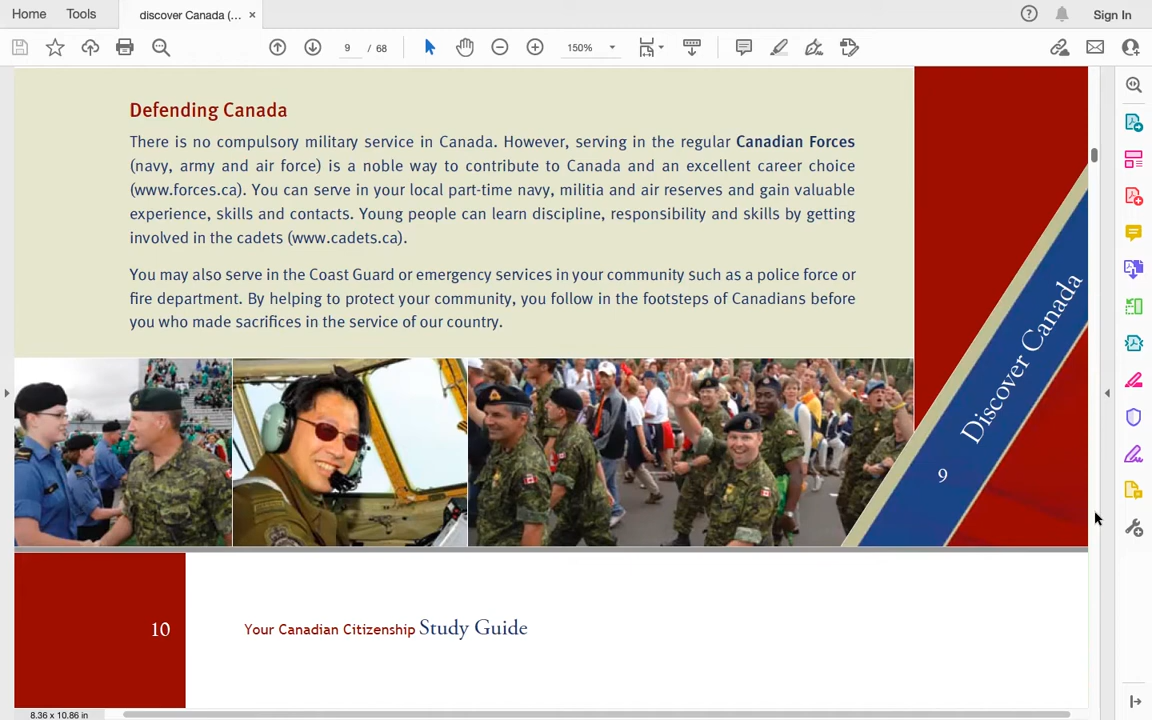 Home
Tools
discover Canada (... ×
Sign In
9 / 68
150%
Defending Canada
There is no compulsory military service in Canada. However, serving in the regular Canadian Forces
(navy, army and air force) is a noble way to contribute to Canada and an excellent career choice
(www.forces.ca). You can serve in your local part-time navy, militia and air reserves and gain valuable
experience, skills and contacts. Young people can learn discipline, responsibility and skills by getting
involved in the cadets (www.cadets.ca).
You may also serve in the Coast Guard or emergency services in your community such as a police force or
fire department. By helping to protect your community, you follow in the footsteps of Canadians before
you who made sacrifices in the service of our country.
Discover Canada
9
10
Your Canadian Citizenship Study Guide
8.36 x 10.86 in